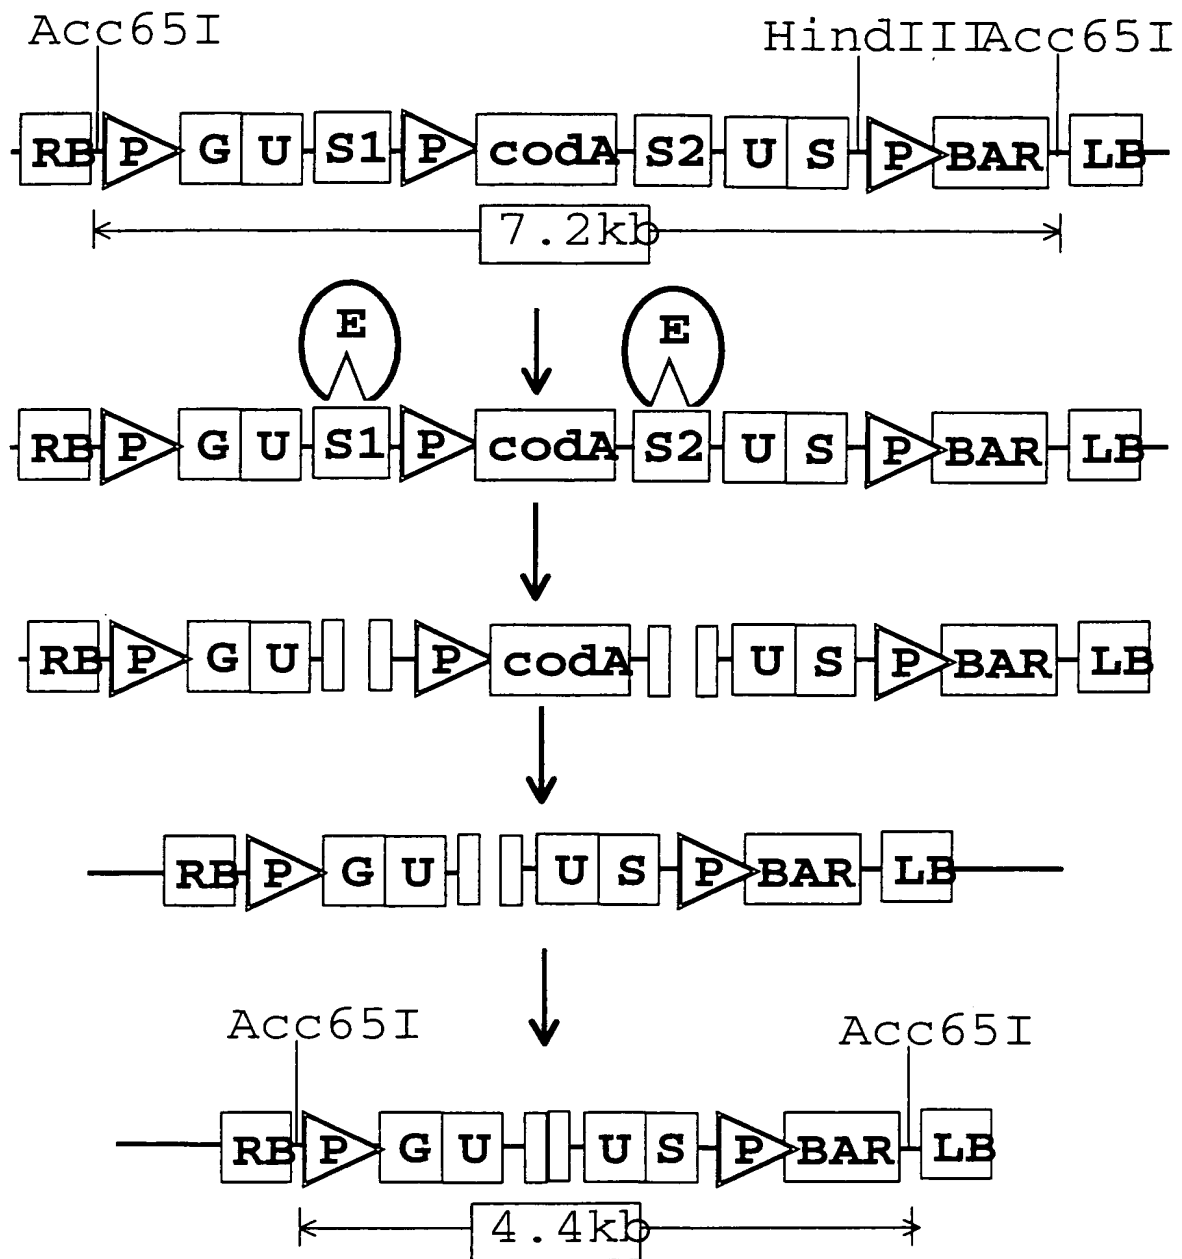 Acc65I HindIII Acc65I
RB P G U S1 P codA S2 U S P BAR LB
7.2kb
E E
RB P G U S1 P codA S2 U S P BAR LB
RB P G U P codA U S P BAR LB
RB P G U U S P BAR LB
Acc65I Acc65I
RB P G U U S P BAR LB
4.4kb